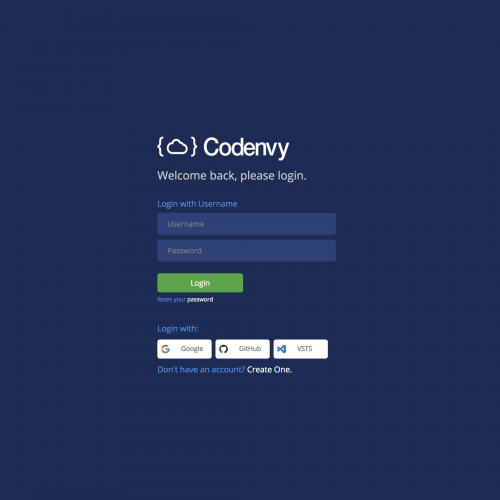 { } Codenvy
Welcome back, please login.
Login with Username
Username
Password
Login
Reset your password
Login with:
Google GitHub VSTS
Don't have an account? Create One.